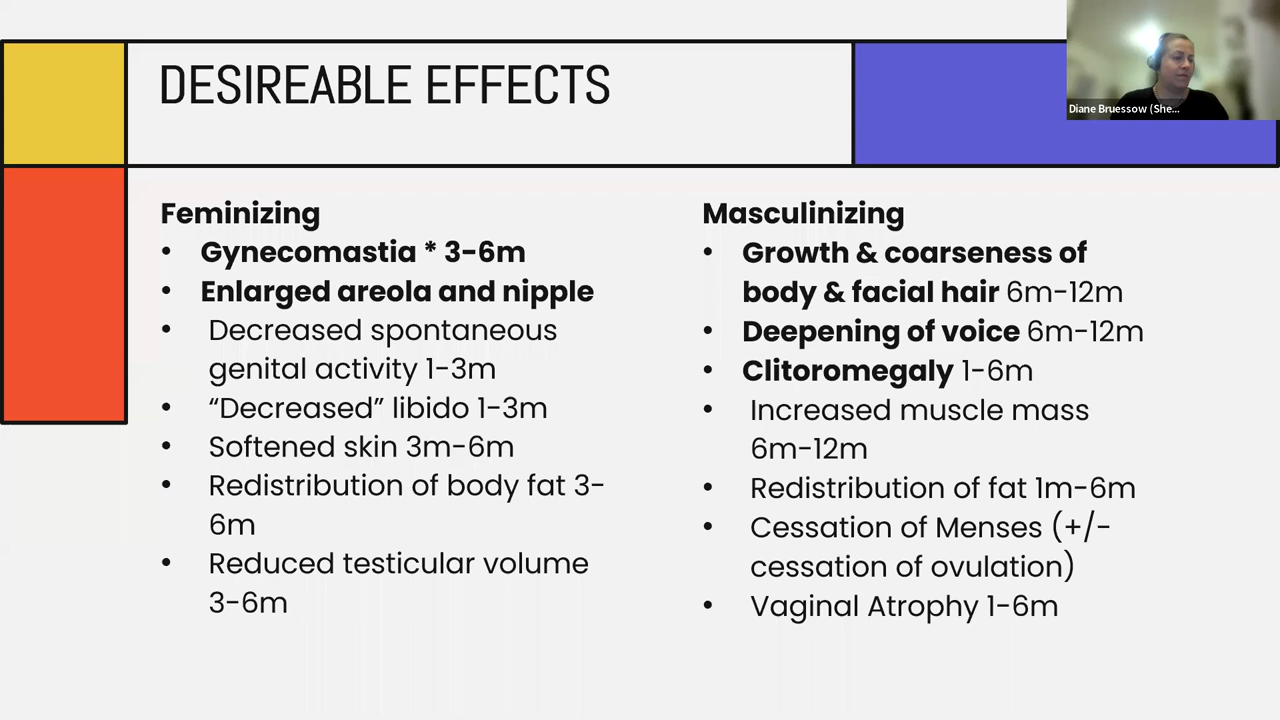 DESIREABLE EFFECTS
Diane Bruessow (She...
Feminizing
• Gynecomastia * 3-6m
• Enlarged areola and nipple
• Decreased spontaneous
genital activity 1-3m
• “Decreased” libido 1-3m
• Softened skin 3m-6m
• Redistribution of body fat 3-
6m
• Reduced testicular volume
3-6m
Masculinizing
• Growth & coarseness of
body & facial hair 6m-12m
• Deepening of voice 6m-12m
• Clitoromegaly 1-6m
• Increased muscle mass
6m-12m
• Redistribution of fat 1m-6m
• Cessation of Menses (+/-
cessation of ovulation)
• Vaginal Atrophy 1-6m